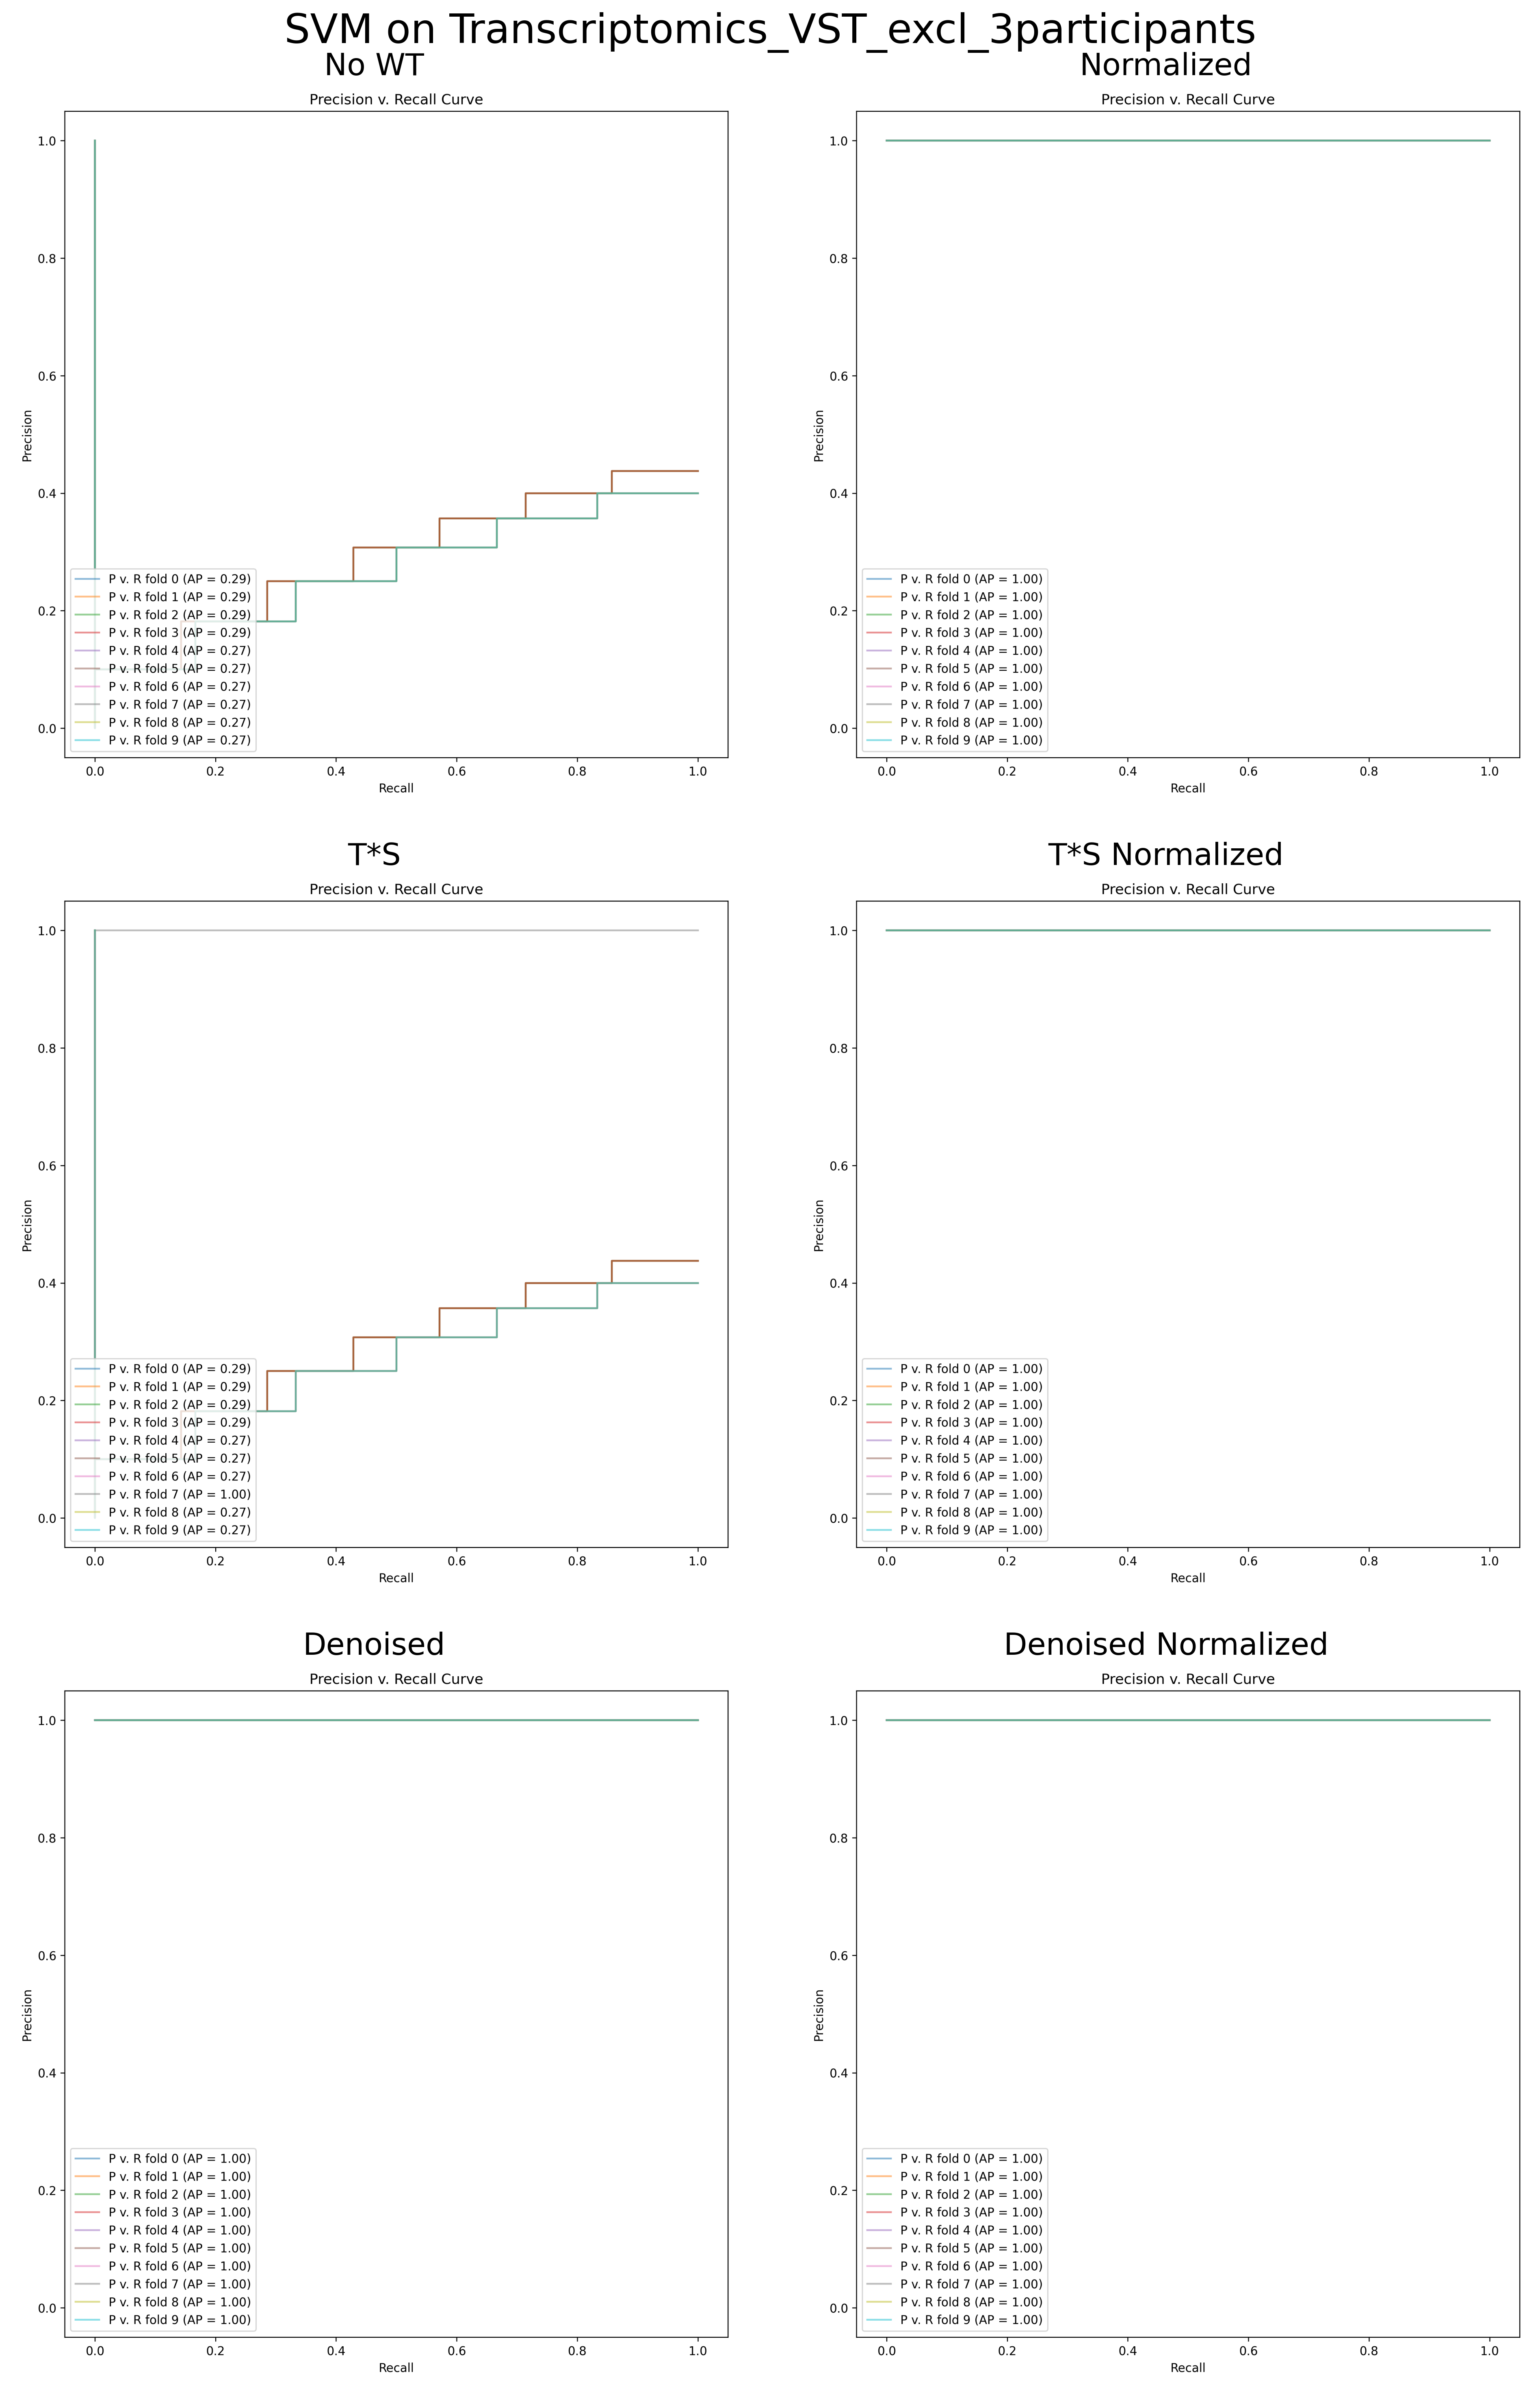 SVM on Transcriptomics_VST_excl_3participants
No WT
Precision v. Recall Curve
1.0
0.8
0.6
0.4
0.2
0.0
Precision
P v. R fold 0 (AP = 0.29)
P v. R fold 1 (AP = 0.29)
P v. R fold 2 (AP = 0.29)
P v. R fold 3 (AP = 0.29)
P v. R fold 4 (AP = 0.27)
P v. R fold 5 (AP = 0.27)
P v. R fold 6 (AP = 0.27)
P v. R fold 7 (AP = 0.27)
P v. R fold 8 (AP = 0.27)
P v. R fold 9 (AP = 0.27)
0.0 0.2 0.4 0.6 0.8 1.0
Recall
Normalized
Precision v. Recall Curve
1.0
0.8
0.6
0.4
0.2
0.0
Precision
P v. R fold 0 (AP = 1.00)
P v. R fold 1 (AP = 1.00)
P v. R fold 2 (AP = 1.00)
P v. R fold 3 (AP = 1.00)
P v. R fold 4 (AP = 1.00)
P v. R fold 5 (AP = 1.00)
P v. R fold 6 (AP = 1.00)
P v. R fold 7 (AP = 1.00)
P v. R fold 8 (AP = 1.00)
P v. R fold 9 (AP = 1.00)
0.0 0.2 0.4 0.6 0.8 1.0
Recall
T*S
Precision v. Recall Curve
1.0
0.8
0.6
0.4
0.2
0.0
Precision
P v. R fold 0 (AP = 0.29)
P v. R fold 1 (AP = 0.29)
P v. R fold 2 (AP = 0.29)
P v. R fold 3 (AP = 0.29)
P v. R fold 4 (AP = 0.27)
P v. R fold 5 (AP = 0.27)
P v. R fold 6 (AP = 0.27)
P v. R fold 7 (AP = 1.00)
P v. R fold 8 (AP = 0.27)
P v. R fold 9 (AP = 0.27)
0.0 0.2 0.4 0.6 0.8 1.0
Recall
T*S Normalized
Precision v. Recall Curve
1.0
0.8
0.6
0.4
0.2
0.0
Precision
P v. R fold 0 (AP = 1.00)
P v. R fold 1 (AP = 1.00)
P v. R fold 2 (AP = 1.00)
P v. R fold 3 (AP = 1.00)
P v. R fold 4 (AP = 1.00)
P v. R fold 5 (AP = 1.00)
P v. R fold 6 (AP = 1.00)
P v. R fold 7 (AP = 1.00)
P v. R fold 8 (AP = 1.00)
P v. R fold 9 (AP = 1.00)
0.0 0.2 0.4 0.6 0.8 1.0
Recall
Denoised
Precision v. Recall Curve
1.0
0.8
0.6
0.4
0.2
0.0
Precision
P v. R fold 0 (AP = 1.00)
P v. R fold 1 (AP = 1.00)
P v. R fold 2 (AP = 1.00)
P v. R fold 3 (AP = 1.00)
P v. R fold 4 (AP = 1.00)
P v. R fold 5 (AP = 1.00)
P v. R fold 6 (AP = 1.00)
P v. R fold 7 (AP = 1.00)
P v. R fold 8 (AP = 1.00)
P v. R fold 9 (AP = 1.00)
0.0 0.2 0.4 0.6 0.8 1.0
Recall
Denoised Normalized
Precision v. Recall Curve
1.0
0.8
0.6
0.4
0.2
0.0
Precision
P v. R fold 0 (AP = 1.00)
P v. R fold 1 (AP = 1.00)
P v. R fold 2 (AP = 1.00)
P v. R fold 3 (AP = 1.00)
P v. R fold 4 (AP = 1.00)
P v. R fold 5 (AP = 1.00)
P v. R fold 6 (AP = 1.00)
P v. R fold 7 (AP = 1.00)
P v. R fold 8 (AP = 1.00)
P v. R fold 9 (AP = 1.00)
0.0 0.2 0.4 0.6 0.8 1.0
Recall